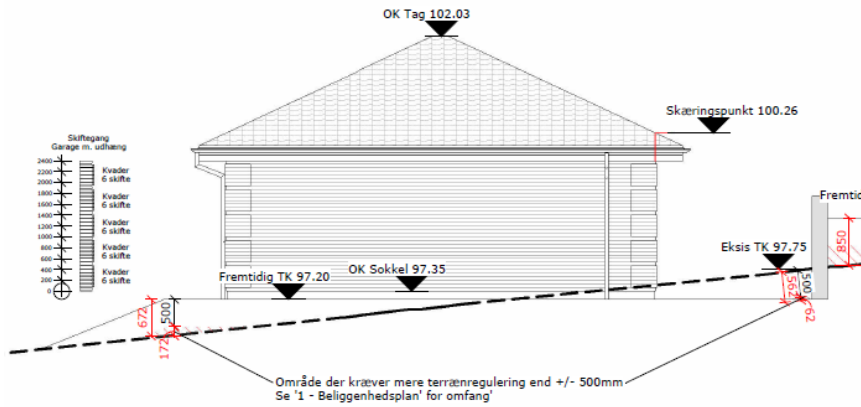 OK Tag 102.03
Skæringspunkt 100.26
Skiftegang
Garage m. udhæng
2400
2200
2000
1800
1600
1400
1200
1000
800
600
400
200
0
Kvader
6 skifte
Kvader
6 skifte
Kvader
6 skifte
Kvader
6 skifte
Kvader
6 skifte
Fremtid
850
Eksis TK 97.75
Fremtidig TK 97.20
OK Sokkel 97.35
562
500
62
672
500
172
Område der kræver mere terrænregulering end +/- 500mm
Se '1 - Beliggenhedsplan' for omfang'